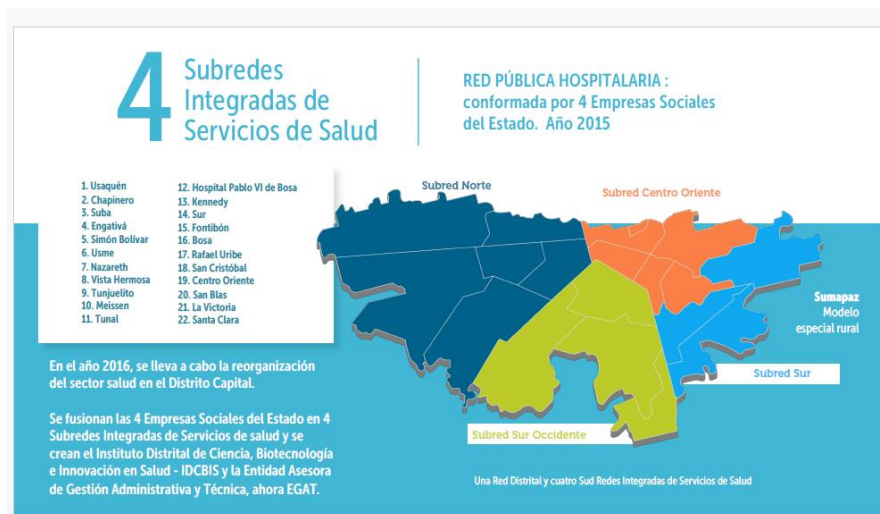 4
Subredes
Integradas de
Servicios de Salud
RED PÚBLICA HOSPITALARIA :
conformada por 4 Empresas Sociales
del Estado. Año 2015
1. Usaquén
2. Chapinero
3. Suba
4. Engativá
5. Simón Bolívar
6. Usme
7. Nazareth
8. Vista Hermosa
9. Tunjuelito
10. Meissen
11. Tunal
12. Hospital Pablo VI de Bosa
13. Kennedy
14. Sur
15. Fontibón
16. Bosa
17. Rafael Uribe
18. San Cristóbal
19. Centro Oriente
20. San Blas
21. La Victoria
22. Santa Clara
Subred Norte
Subred Centro Oriente
Sumapaz
Modelo
especial rural
Subred Sur
Subred Sur Occidente
En el año 2016, se lleva a cabo la reorganización
del sector salud en el Distrito Capital.
Se fusionan las 4 Empresas Sociales del Estado en 4
Subredes Integradas de Servicios de salud y se
crean el Instituto Distrital de Ciencia, Biotecnología
e Innovación en Salud - IDCBIS y la Entidad Asesora
de Gestión Administrativa y Técnica, ahora EGAT.
Una Red Distrital y cuatro Sud Redes Integradas de Servicios de Salud